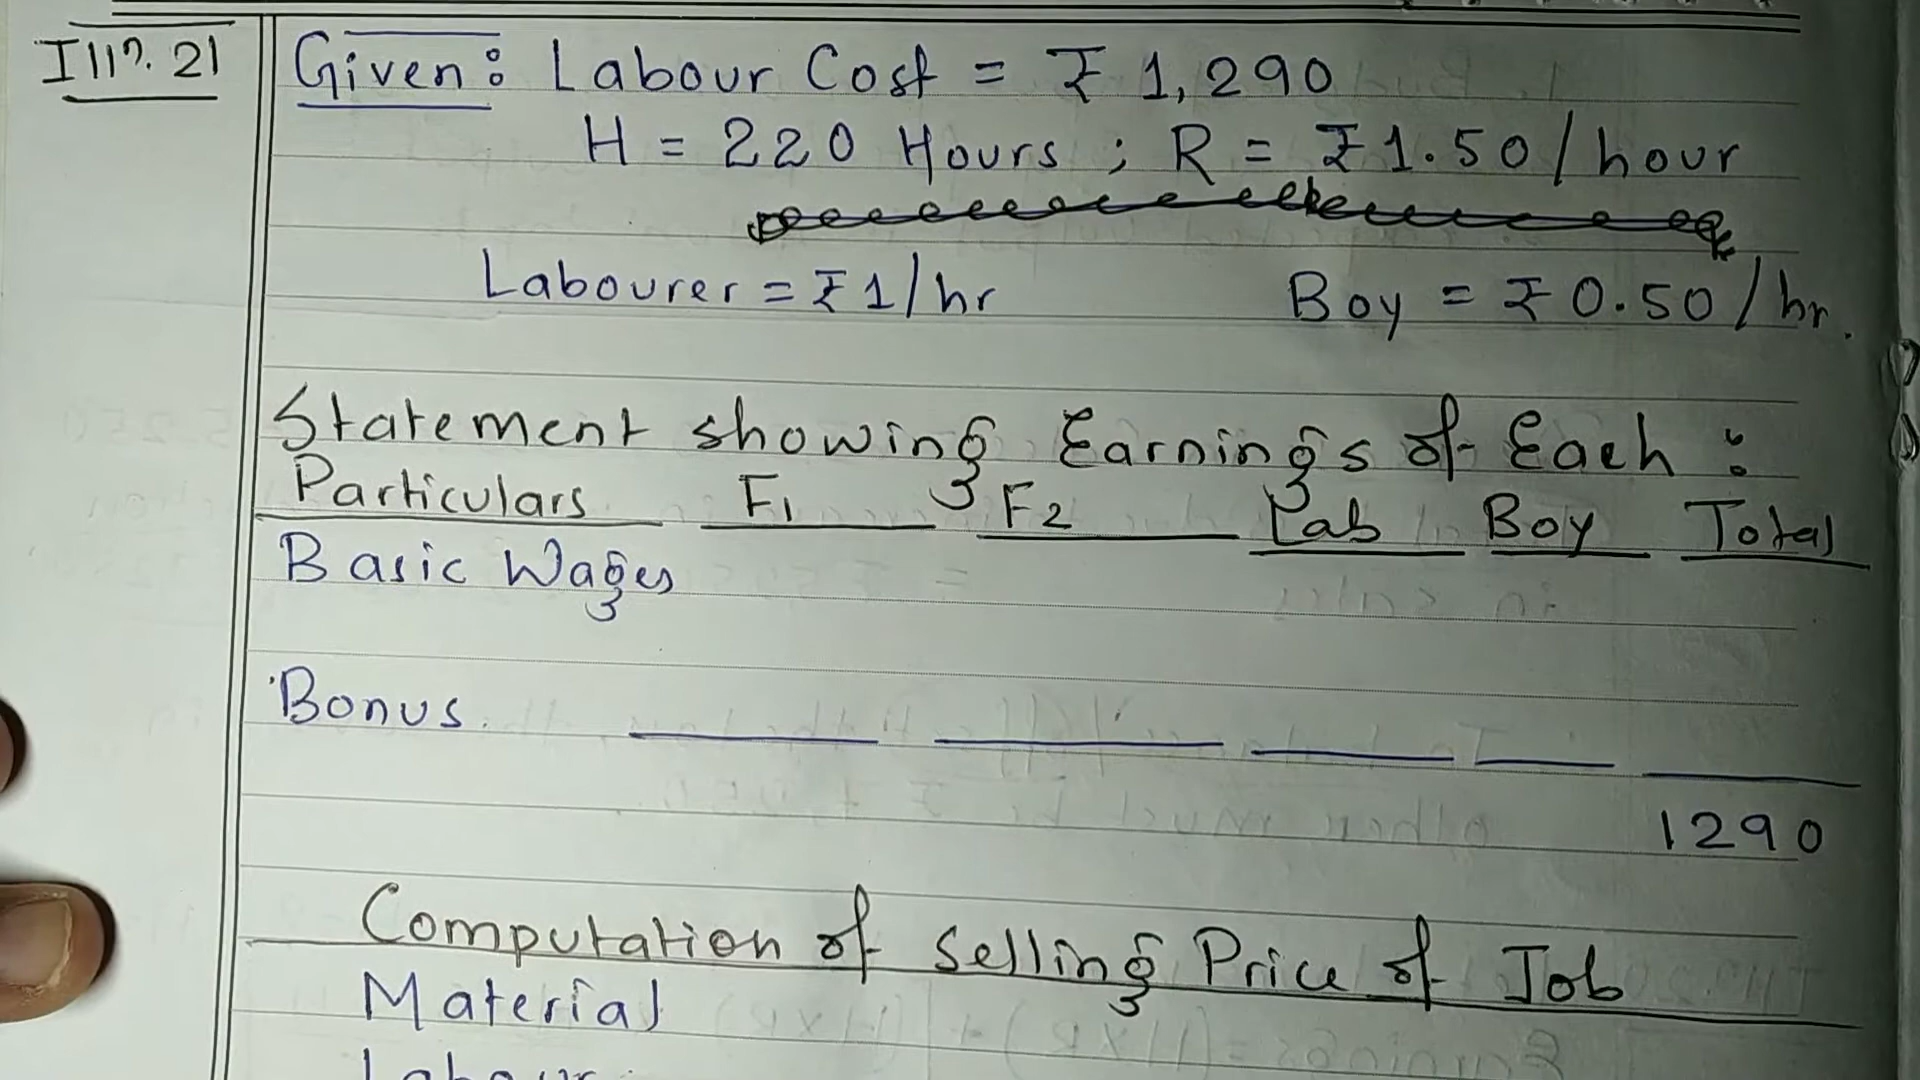 Illn. 21
Given: Labour Cost = ₹ 1,290
H = 220 Hours ; R = ₹1.50/hour
Labourer = ₹1/hr Boy = ₹0.50/hr.
Statement showing Earnings of Each :
Particulars F1 F2 Lab Boy Total
Basic Wages
Bonus
1290
Computation of Selling Price of Job
Material
Labour